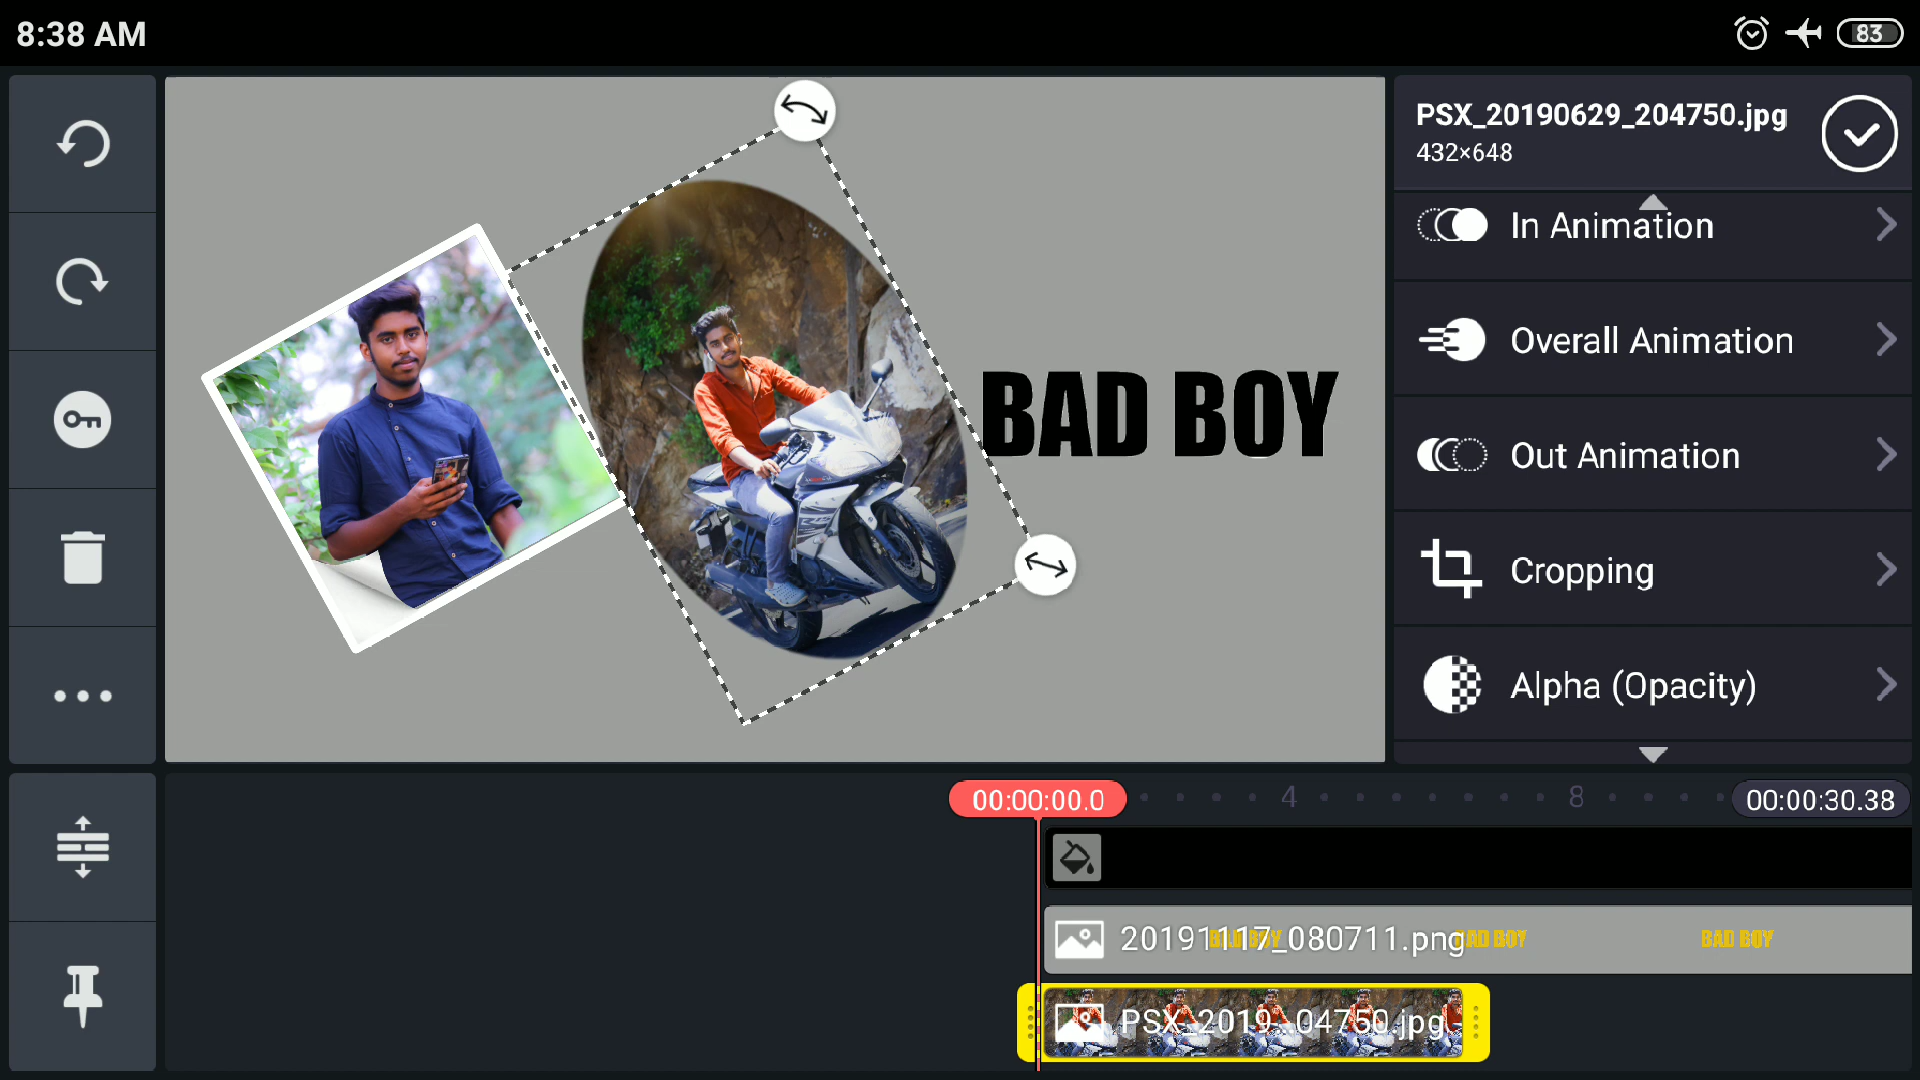 8:38 AM
83
PSX_20190629_204750.jpg
432×648
In Animation
Overall Animation
Out Animation
Cropping
Alpha (Opacity)
BAD BOY
00:00:00.0
4
8
00:00:30.38
20191117_080711.png
BAD BOY BAD BOY BAD BOY
PSX_2019...04750.jpg